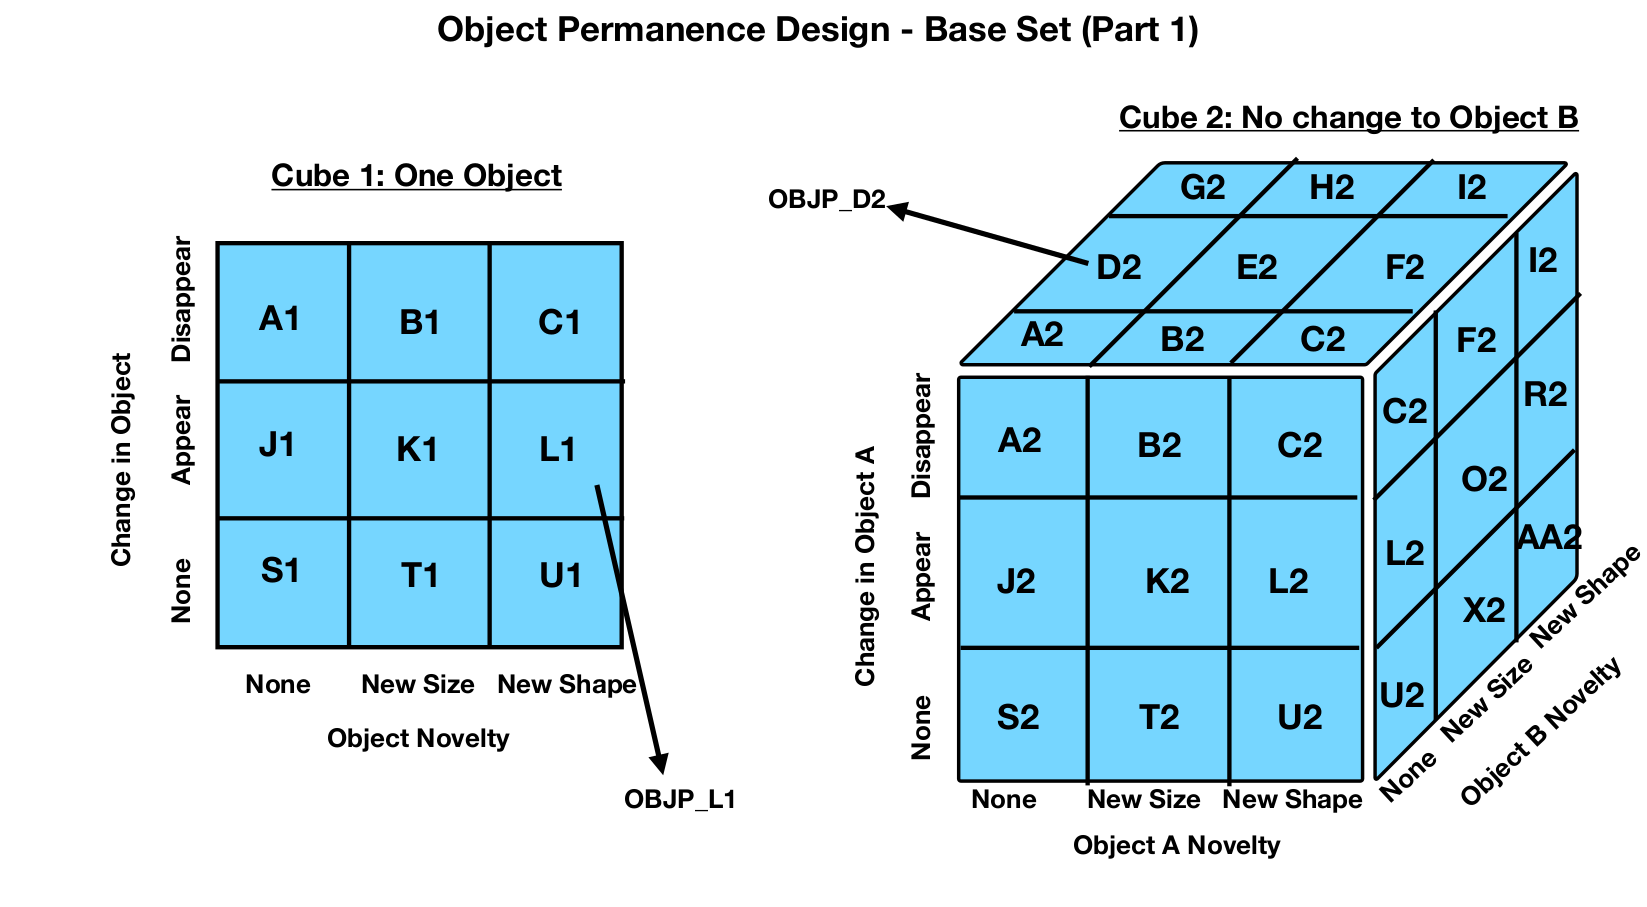 Object Permanence Design - Base Set (Part 1)
Cube 1: One Object
Change in Object
Disappear
Appear
None
A1 B1 C1
J1 K1 L1
S1 T1 U1
None New Size New Shape
Object Novelty
OBJP_L1
Cube 2: No change to Object B
OBJP_D2
G2 H2 I2
D2 E2 F2
A2 B2 C2
Change in Object A
Disappear
Appear
None
A2 B2 C2
J2 K2 L2
S2 T2 U2
None New Size New Shape
Object A Novelty
C2 F2 I2
L2 O2 R2
U2 X2 AA2
None New Size New Shape
Object B Novelty